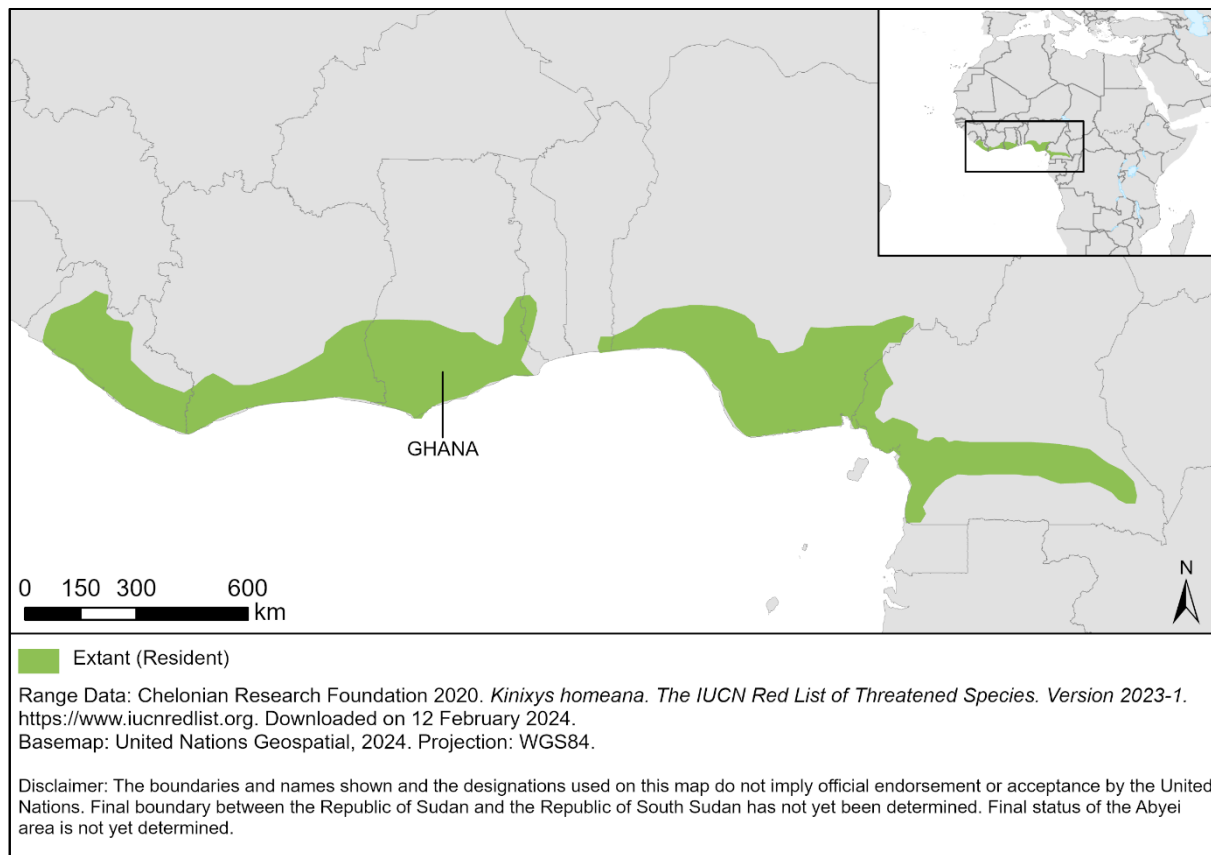 GHANA
N
0 150 300 600
km
Extant (Resident)
Range Data: Chelonian Research Foundation 2020. Kinixys homeana. The IUCN Red List of Threatened Species. Version 2023-1.
https://www.iucnredlist.org. Downloaded on 12 February 2024.
Basemap: United Nations Geospatial, 2024. Projection: WGS84.
Disclaimer: The boundaries and names shown and the designations used on this map do not imply official endorsement or acceptance by the United
Nations. Final boundary between the Republic of Sudan and the Republic of South Sudan has not yet been determined. Final status of the Abyei
area is not yet determined.